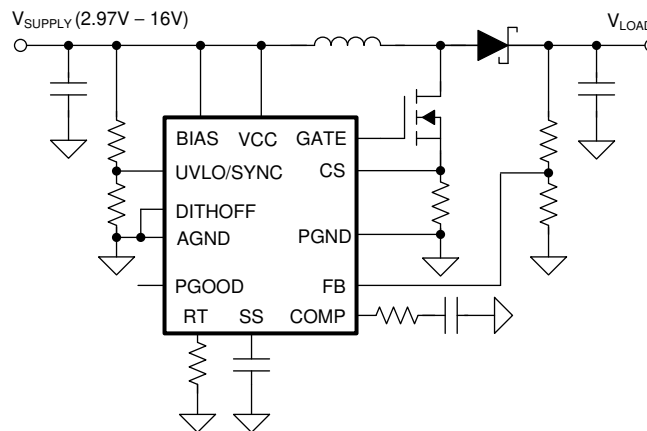 VSUPPLY (2.97V – 16V)
VLOAD
BIAS VCC GATE
UVLO/SYNC CS
DITHOFF
AGND PGND
PGOOD FB
RT SS COMP